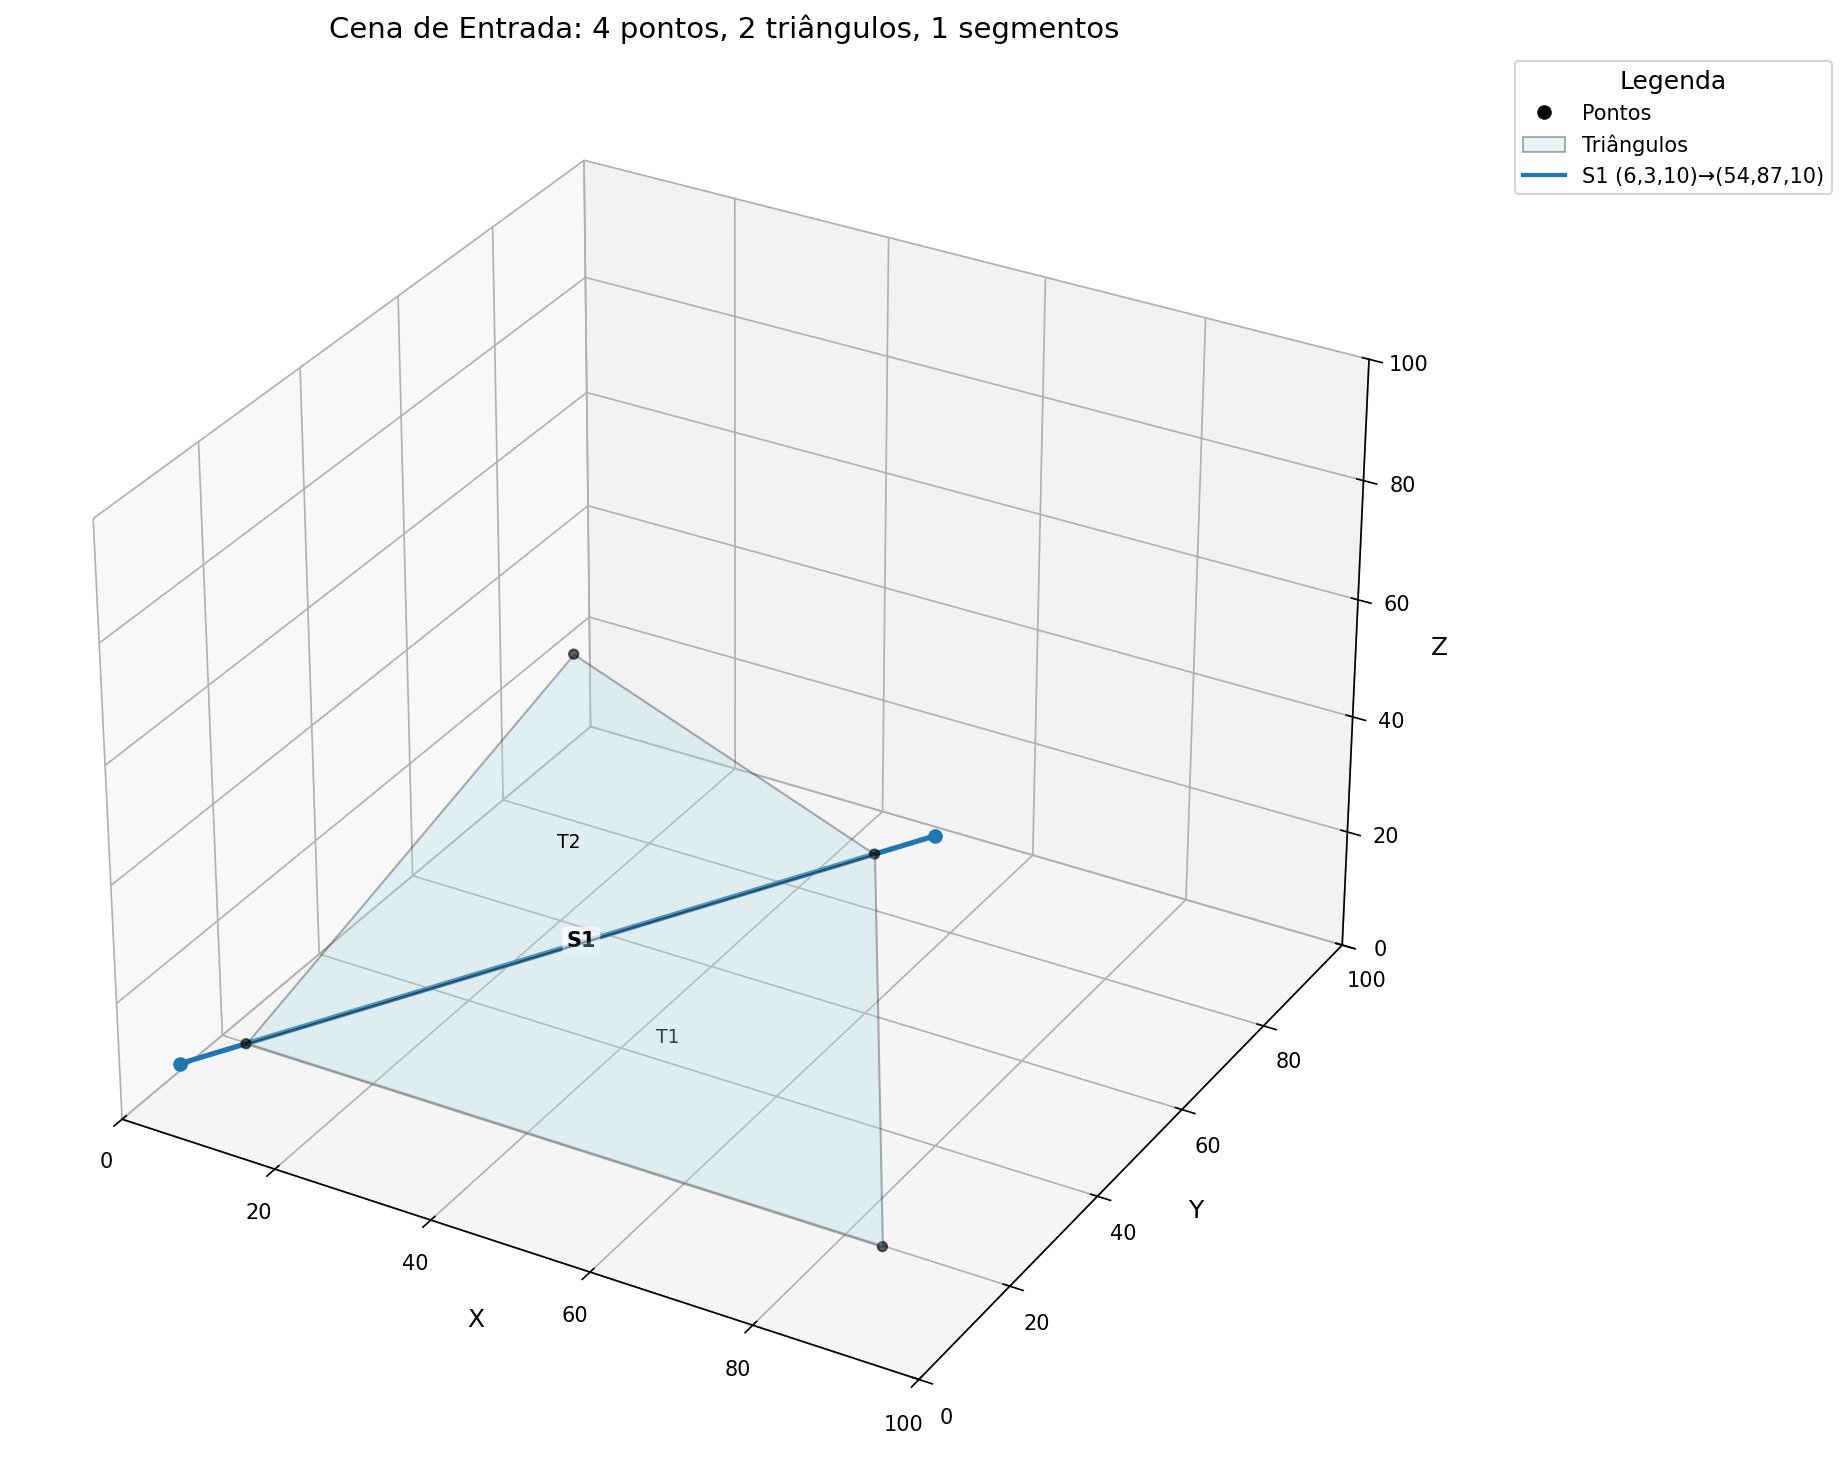 Cena de Entrada: 4 pontos, 2 triângulos, 1 segmentos
Legenda
Pontos
Triângulos
S1 (6,3,10)→(54,87,10)
100
80
60
Z
40
20
0
T2
S1
T1
100
80
60
Y
40
20
0
0
20
40
X
60
80
100